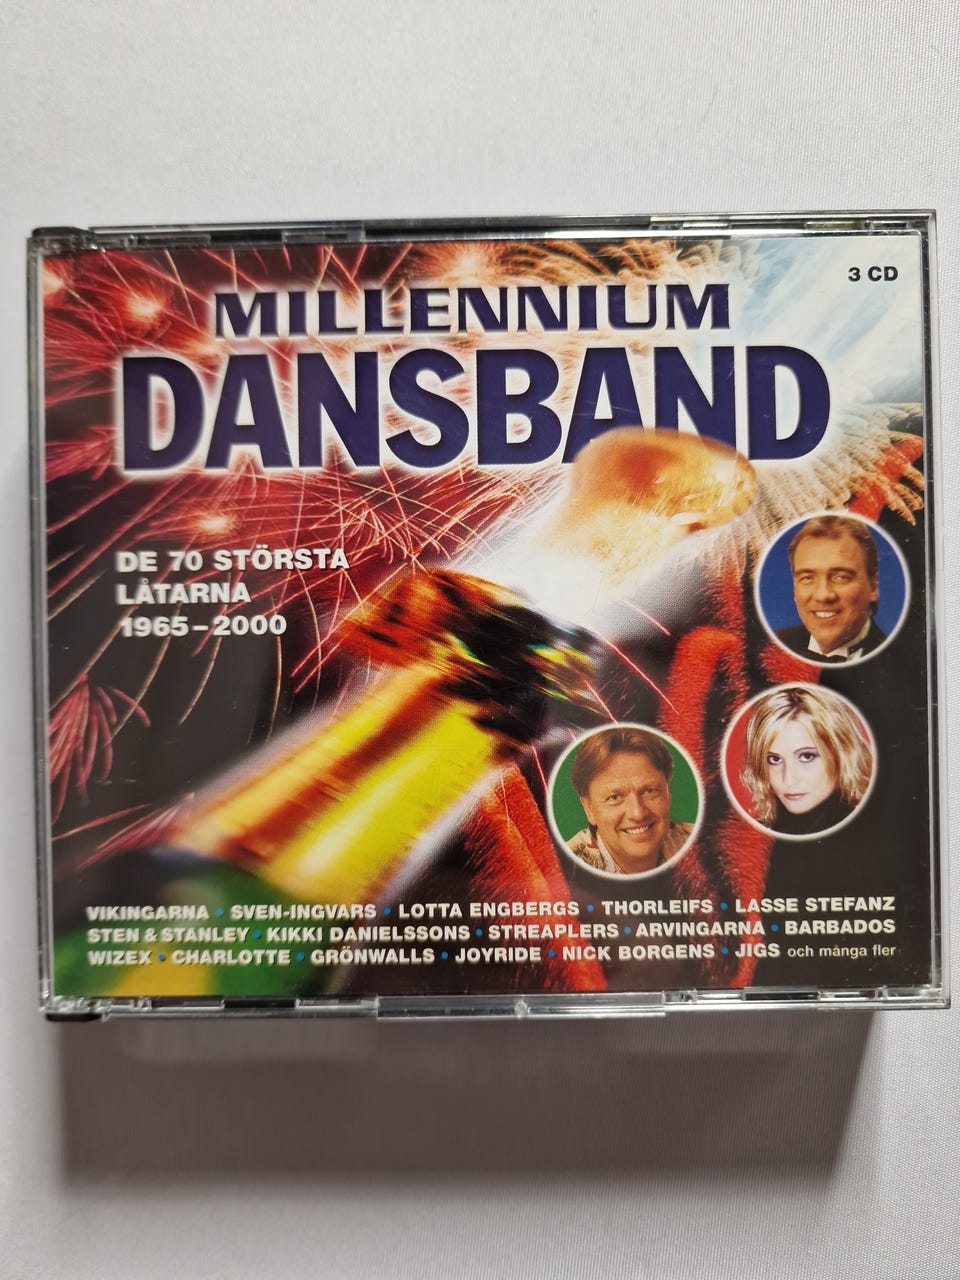 3 CD
MILLENNIUM
DANSBAND
DE 70 STÖRSTA
LÅTARNA
1965–2000
VIKINGARNA • SVEN-INGVARS • LOTTA ENGBERGS • THORLEIFS • LASSE STEFANZ
STEN & STANLEY • KIKKI DANIELSSONS • STREAPLERS • ARVINGARNA • BARBADOS
WIZEX • CHARLOTTE • GRÖNWALLS • JOYRIDE • NICK BORGENS • JIGS och många fler